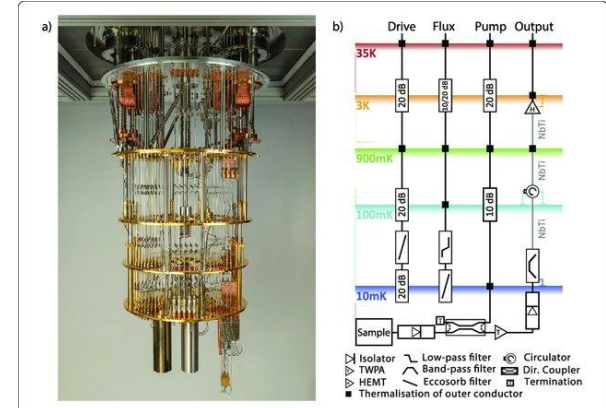 a)
b)
Drive Flux Pump Output
35K
20 dB 10/20 dB 20 dB
3K
H
NbTi
900mK
NbTi
20 dB 10 dB
100mK
NbTi
20 dB
10mK
Sample
T
T
Isolator Low-pass filter Circulator
TWPA Band-pass filter Dir. Coupler
HEMT Eccosorb filter Termination
Thermalisation of outer conductor